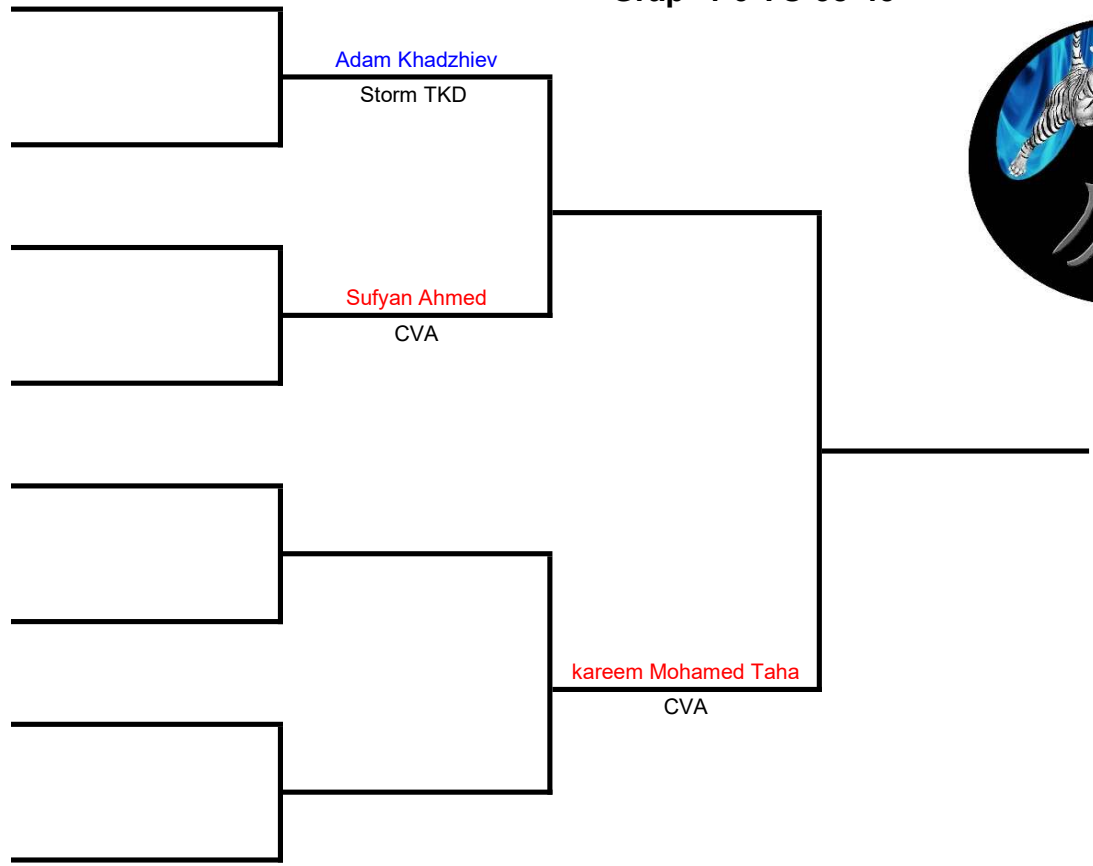 Adam Khadzhiev
Storm TKD
Sufyan Ahmed
CVA
kareem Mohamed Taha
CVA